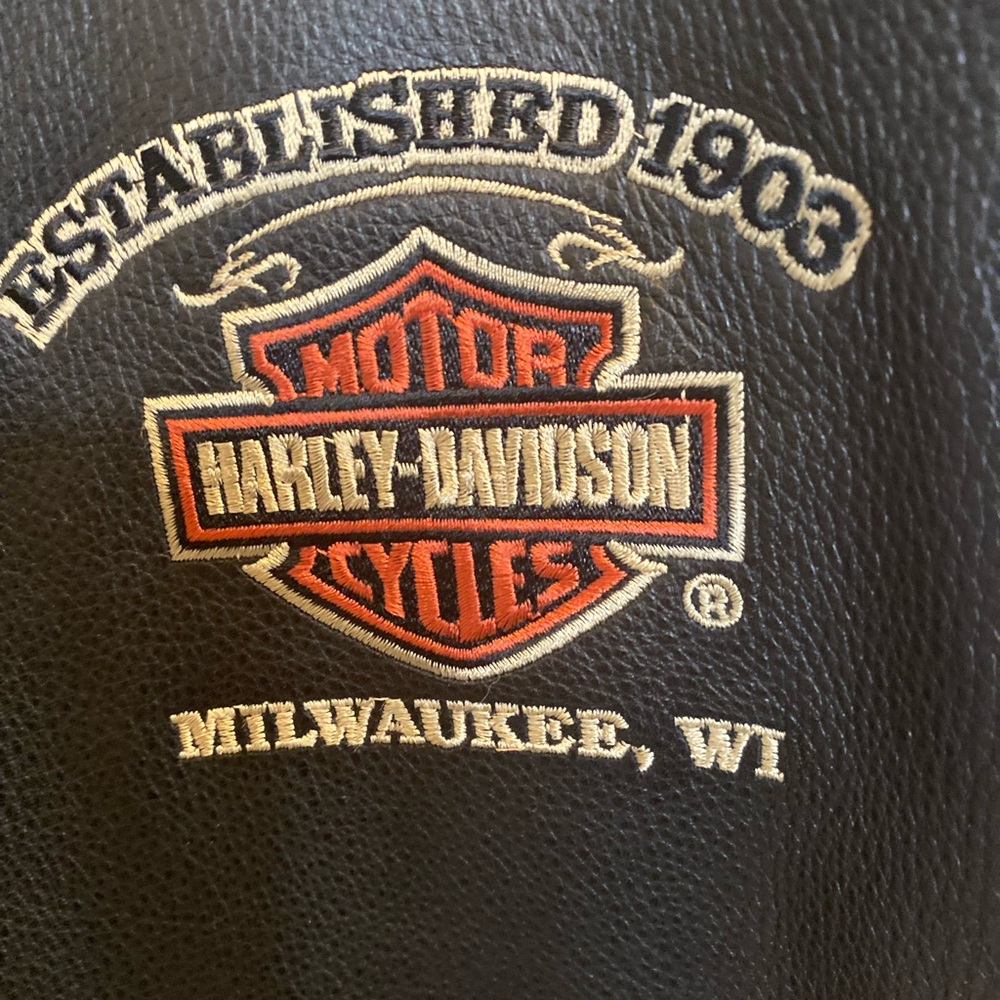 ESTABLISHED 1903
MOTOR
HARLEY-DAVIDSON
CYCLES
®
MILWAUKEE, WI